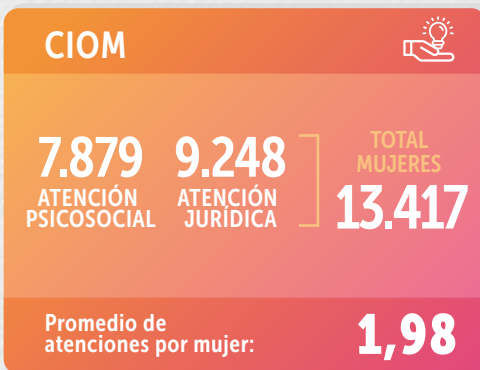 CIOM
7.879
ATENCIÓN
PSICOSOCIAL
9.248
ATENCIÓN
JURÍDICA
TOTAL
MUJERES
13.417
Promedio de
atenciones por mujer:
1,98